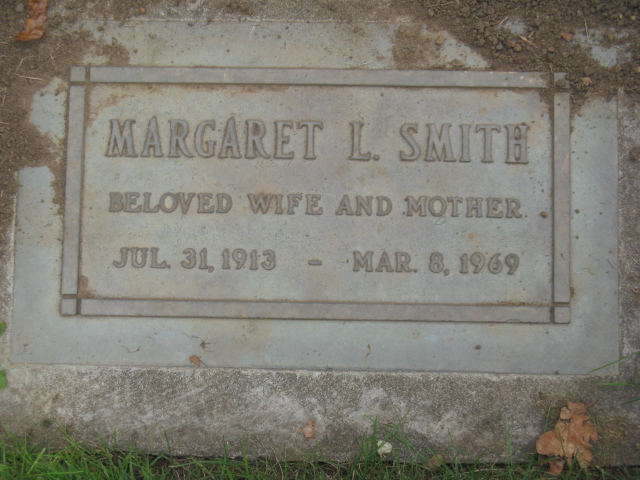 MARGARET L. SMITH
BELOVED WIFE AND MOTHER
JUL. 31, 1913 – MAR. 8, 1969